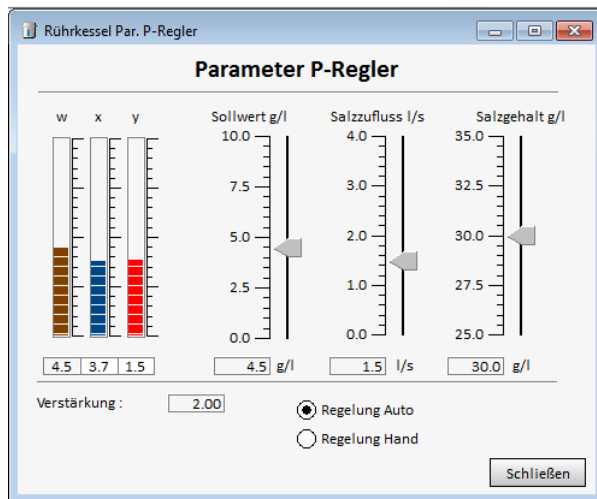 Rührkessel Par. P-Regler
Parameter P-Regler
w x y Sollwert g/l Salzzufluss l/s Salzgehalt g/l
10.0 4.0 35.0
7.5 3.0 32.5
5.0 2.0 30.0
2.5 1.0 27.5
0.0 0.0 25.0
4.5 3.7 1.5 4.5 g/l 1.5 l/s 30.0 g/l
Verstärkung : 2.00 Regelung Auto
Regelung Hand
Schließen